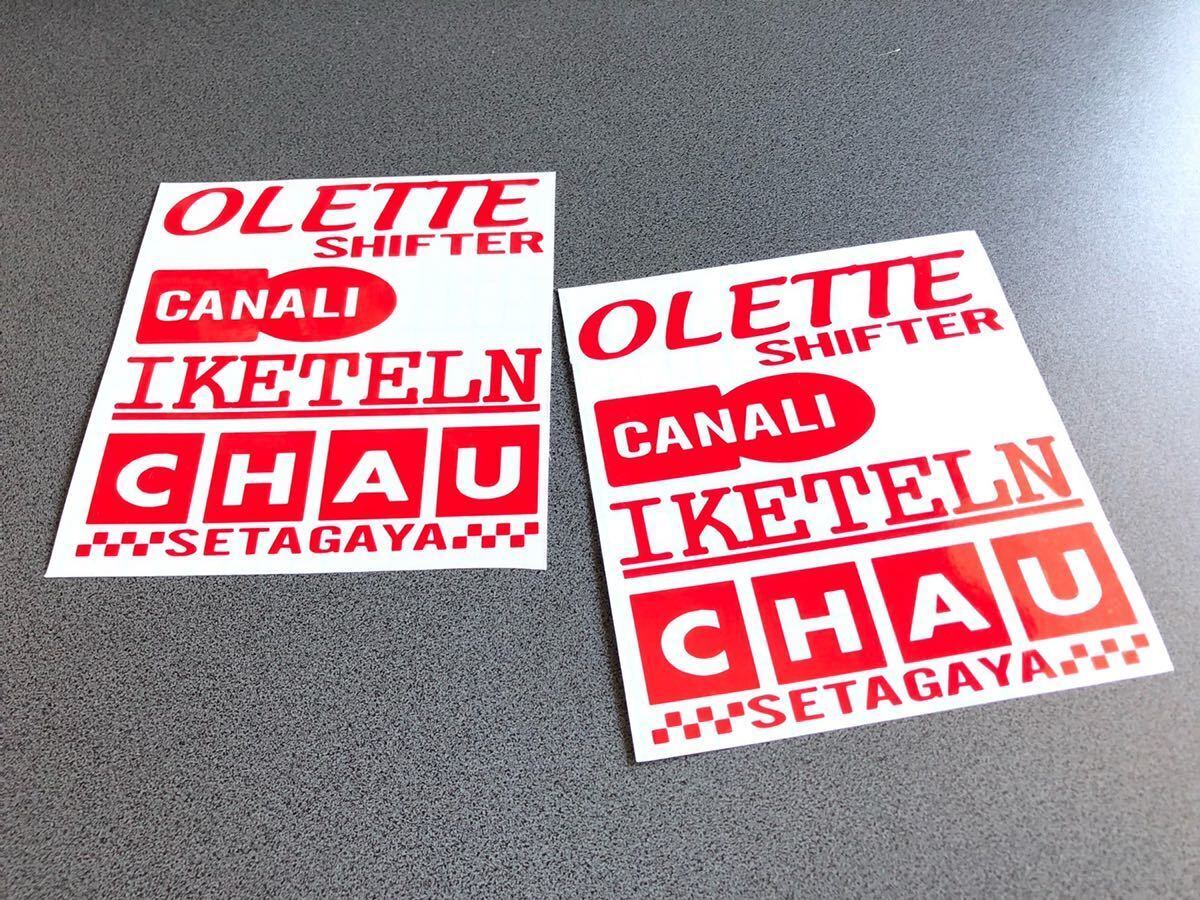 OLETTE
SHIFTER
CANALI
IKETELN
CHAU
SETAGAYA
OLETTE
SHIFTER
CANALI
IKETELN
CHAU
SETAGAYA